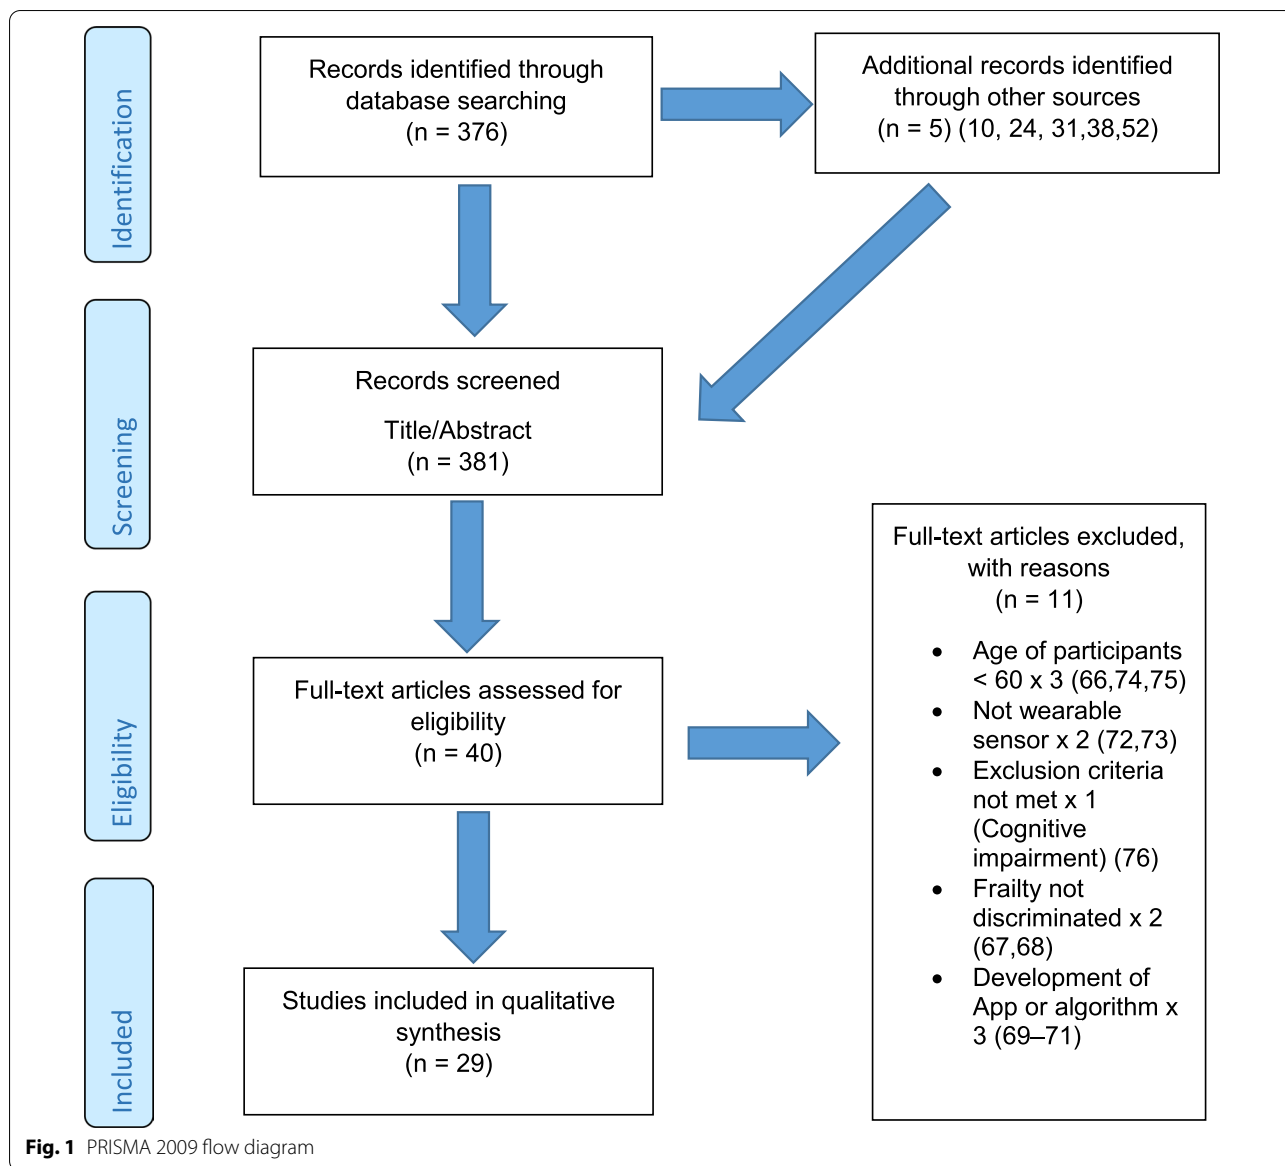 Identification
Records identified through
database searching
(n = 376)
Additional records identified
through other sources
(n = 5) (10, 24, 31,38,52)
Screening
Records screened
Title/Abstract
(n = 381)
Eligibility
Full-text articles assessed for
eligibility
(n = 40)
Full-text articles excluded,
with reasons
(n = 11)
• Age of participants
< 60 x 3 (66,74,75)
• Not wearable
sensor x 2 (72,73)
• Exclusion criteria
not met x 1
(Cognitive
impairment) (76)
• Frailty not
discriminated x 2
(67,68)
• Development of
App or algorithm x
3 (69–71)
Included
Studies included in qualitative
synthesis
(n = 29)
Fig. 1 PRISMA 2009 flow diagram